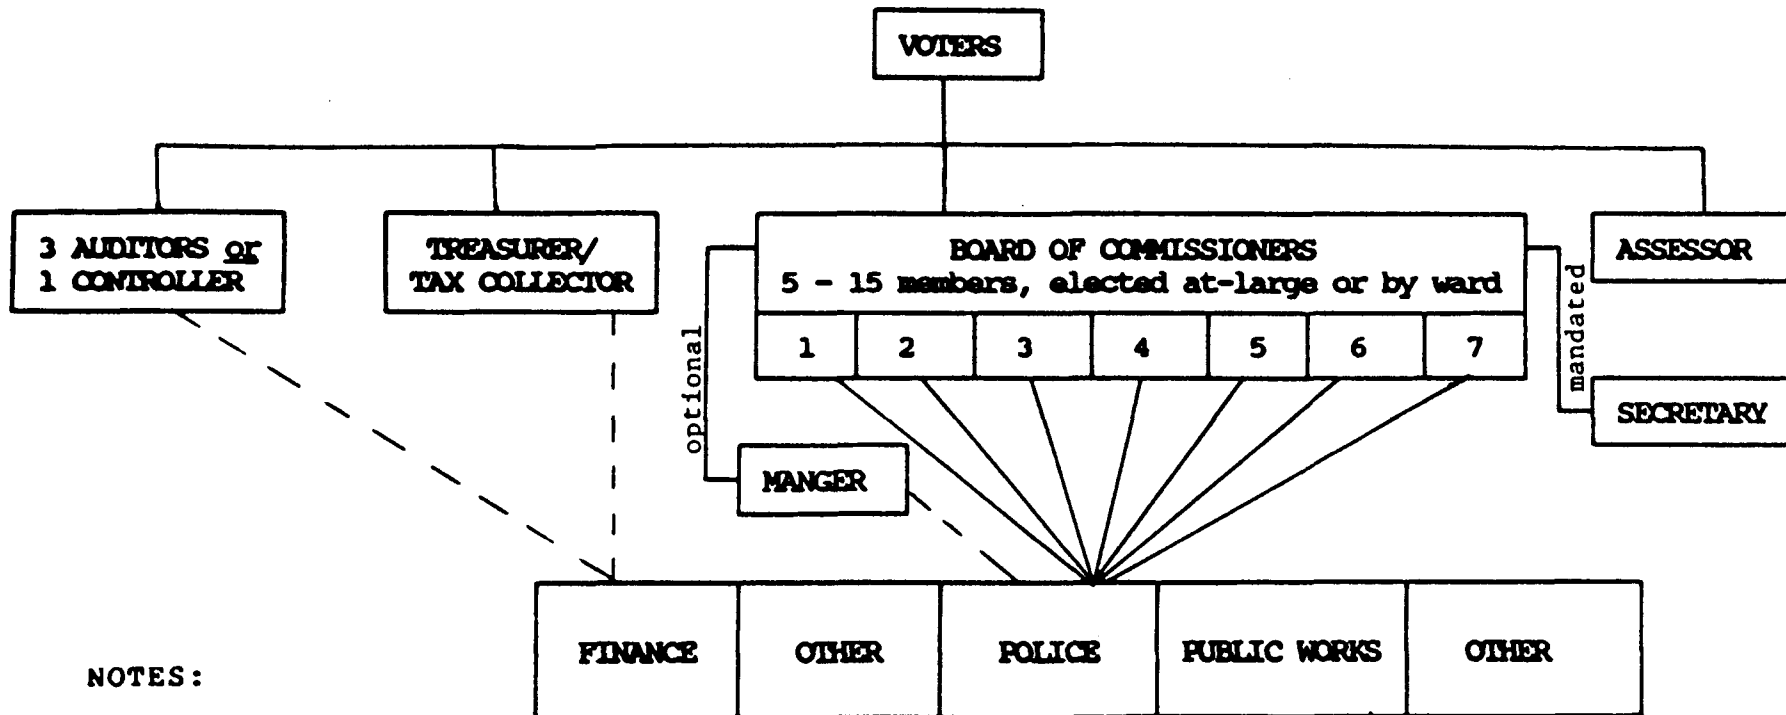 VOTERS
3 AUDITORS or
1 CONTROLLER
TREASURER/
TAX COLLECTOR
BOARD OF COMMISSIONERS
5 - 15 members, elected at-large or by ward
ASSESSOR
1 2 3 4 5 6 7
optional
mandated
SECRETARY
MANGER
FINANCE OTHER POLICE PUBLIC WORKS OTHER
NOTES: